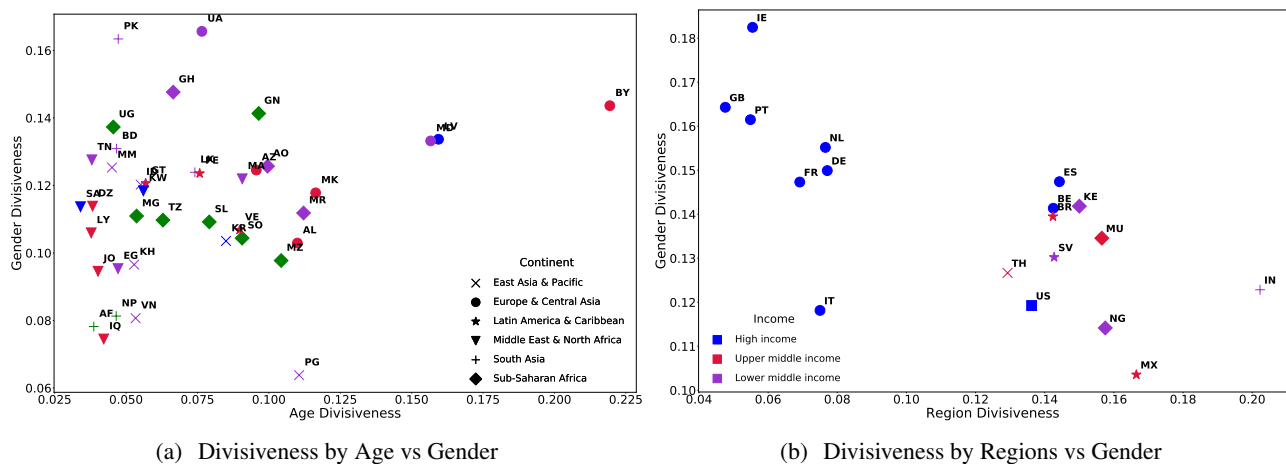 PK
UA
GH
GN
BY
UG
BD
MD
LV
TN
MM
GT
LK
PE
MA
AZ
AO
KW
MK
SA
DZ
MG
TZ
SL
VE
SO
MR
LY
KR
AL
JO
EG
KH
MZ
AF
NP
VN
IQ
PG
0.16
0.14
0.12
0.10
0.08
0.06
Gender Divisiveness
0.025
0.050
0.075
0.100
0.125
0.150
0.175
0.200
0.225
Age Divisiveness
Continent
East Asia & Pacific
Europe & Central Asia
Latin America & Caribbean
Middle East & North Africa
South Asia
Sub-Saharan Africa
(a) Divisiveness by Age vs Gender
IE
GB
PT
NL
DE
FR
ES
BE
KE
BR
MU
SV
TH
IN
US
IT
NG
MX
0.18
0.17
0.16
0.15
0.14
0.13
0.12
0.11
0.10
Gender Divisiveness
0.04
0.06
0.08
0.10
0.12
0.14
0.16
0.18
0.20
Region Divisiveness
Income
High income
Upper middle income
Lower middle income
(b) Divisiveness by Regions vs Gender